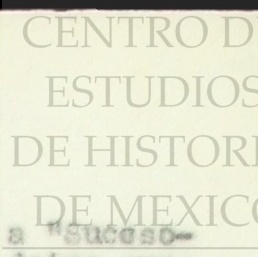 CENTRO D
ESTUDIOS
DE HISTORI
DE MEXICO
a "Suceso-